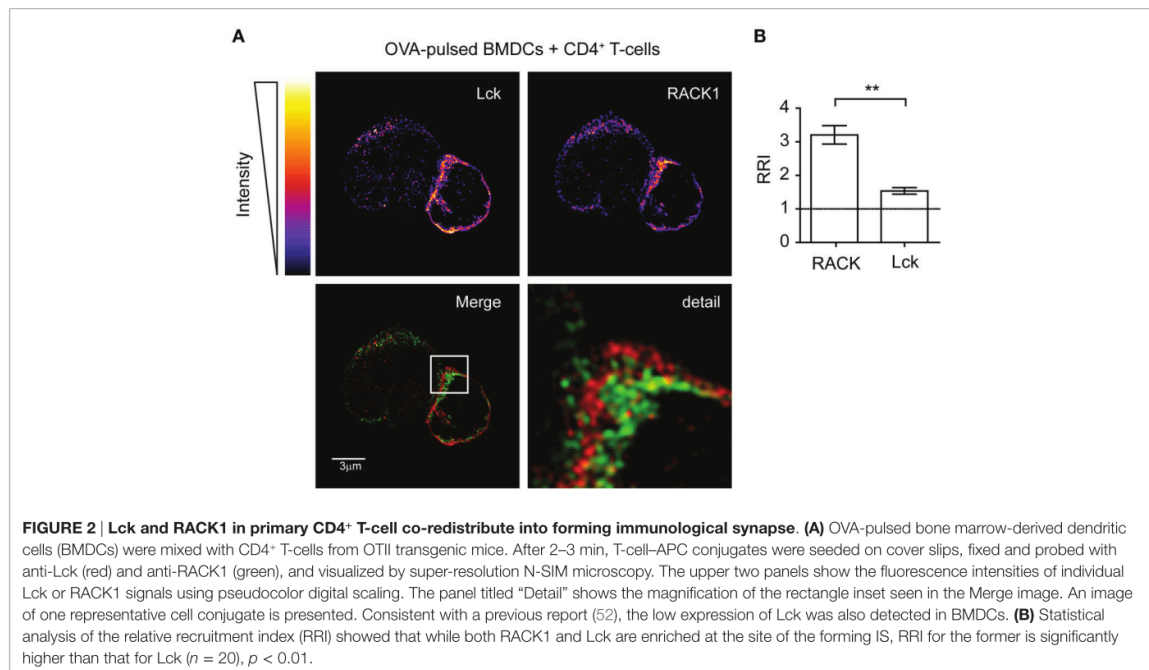 A
OVA-pulsed BMDCs + CD4⁺ T-cells
Lck
RACK1
Intensity
Merge
detail
3μm
B
**
4
3
2
1
0
RRI
RACK
Lck
FIGURE 2 | Lck and RACK1 in primary CD4⁺ T-cell co-redistribute into forming immunological synapse. (A) OVA-pulsed bone marrow-derived dendritic
cells (BMDCs) were mixed with CD4⁺ T-cells from OTII transgenic mice. After 2–3 min, T-cell–APC conjugates were seeded on cover slips, fixed and probed with
anti-Lck (red) and anti-RACK1 (green), and visualized by super-resolution N-SIM microscopy. The upper two panels show the fluorescence intensities of individual
Lck or RACK1 signals using pseudocolor digital scaling. The panel titled “Detail” shows the magnification of the rectangle inset seen in the Merge image. An image
of one representative cell conjugate is presented. Consistent with a previous report (52), the low expression of Lck was also detected in BMDCs. (B) Statistical
analysis of the relative recruitment index (RRI) showed that while both RACK1 and Lck are enriched at the site of the forming IS, RRI for the former is significantly
higher than that for Lck (n = 20), p < 0.01.